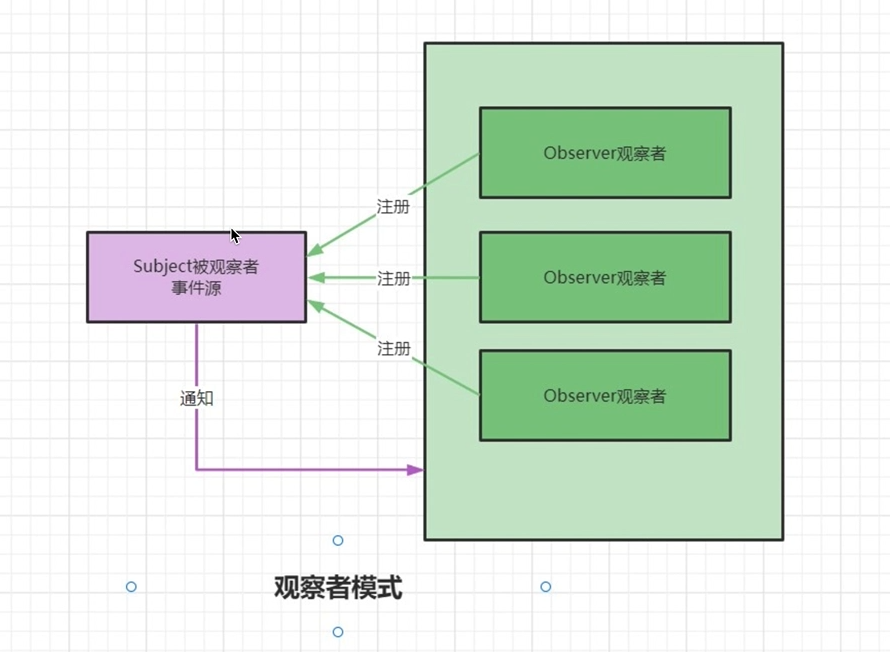 Observer观察者
注册
Subject被观察者
事件源
注册
Observer观察者
注册
Observer观察者
通知
观察者模式